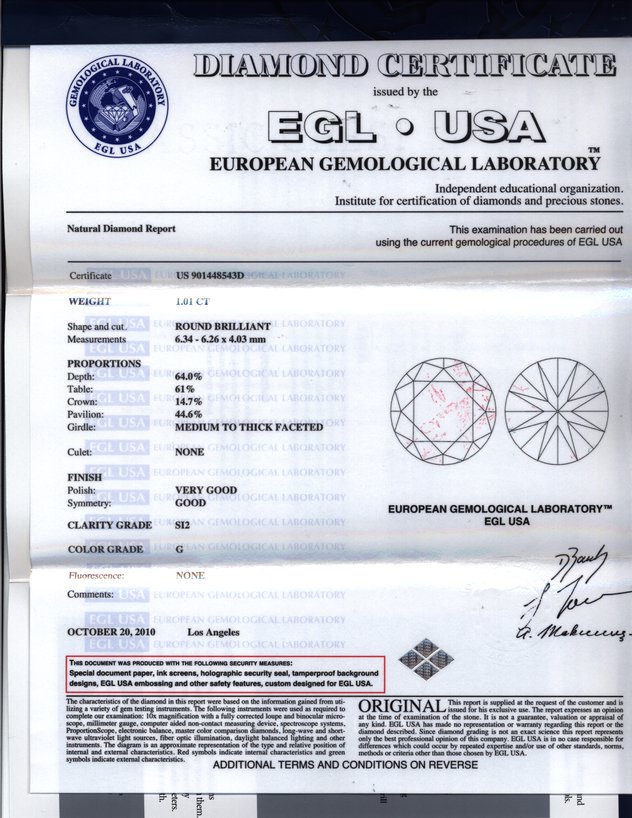 GEMOLOGICAL LABORATORY
EGL USA
DIAMOND CERTIFICATE
issued by the
EGL • USA
EUROPEAN GEMOLOGICAL LABORATORY™
Independent educational organization.
Institute for certification of diamonds and precious stones.
Natural Diamond Report
This examination has been carried out
using the current gemological procedures of EGL USA
Certificate US 901448543D
WEIGHT 1.01 CT
Shape and cut ROUND BRILLIANT
Measurements 6.34 - 6.26 x 4.03 mm
PROPORTIONS
Depth: 64.0%
Table: 61%
Crown: 14.7%
Pavilion: 44.6%
Girdle: MEDIUM TO THICK FACETED
Culet: NONE
FINISH
Polish: VERY GOOD
Symmetry: GOOD
CLARITY GRADE SI2
COLOR GRADE G
Fluorescence: NONE
Comments:
EUROPEAN GEMOLOGICAL LABORATORY™
EGL USA
OCTOBER 20, 2010 Los Angeles
THIS DOCUMENT WAS PRODUCED WITH THE FOLLOWING SECURITY MEASURES:
Special document paper, ink screens, holographic security seal, tamperproof background
designs, EGL USA embossing and other safety features, custom designed for EGL USA.
The characteristics of the diamond in this report were based on the information gained from uti-
lizing a variety of gem testing instruments. The following instruments were used as required to
complete our examination: 10x magnification with a fully corrected loupe and binocular micro-
scope, millimeter gauge, computer aided non-contact measuring device, spectroscope systems,
ProportionScope, electronic balance, master color comparison diamonds, long-wave and short-
wave ultraviolet light sources, fiber optic illumination, daylight balanced lighting and other
instruments. The diagram is an approximate representation of the type and relative position of
internal and external characteristics. Red symbols indicate internal characteristics and green
symbols indicate external characteristics.
ORIGINAL This report is supplied at the request of the customer and is
issued for his exclusive use. The report expresses an opinion
at the time of examination of the stone. It is not a guarantee, valuation or appraisal of
any kind. EGL USA has made no representation or warranty regarding this report or the
diamond described. Since diamond grading is not an exact science this report represents
only the best professional opinion of this company. EGL USA is in no case responsible for
differences which could occur by repeated expertise and/or use of other standards, norms,
methods or criteria other than those chosen by EGL USA.
ADDITIONAL TERMS AND CONDITIONS ON REVERSE